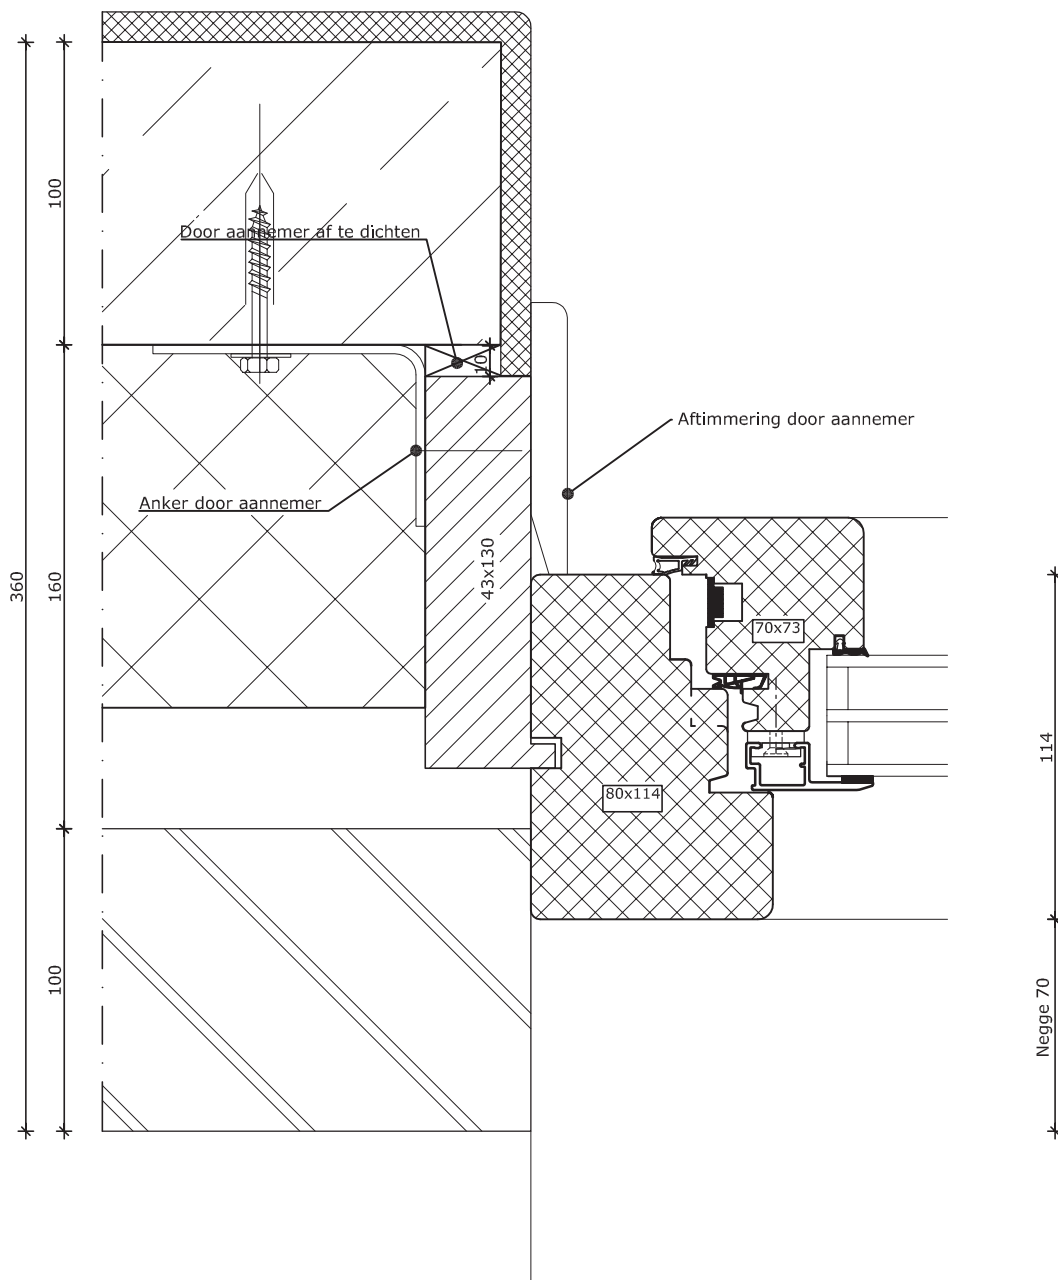 100
Door aannemer af te dichten
10
Aftimmering door aannemer
Anker door aannemer
43x130
360
160
70x73
114
80x114
100
Negge 70